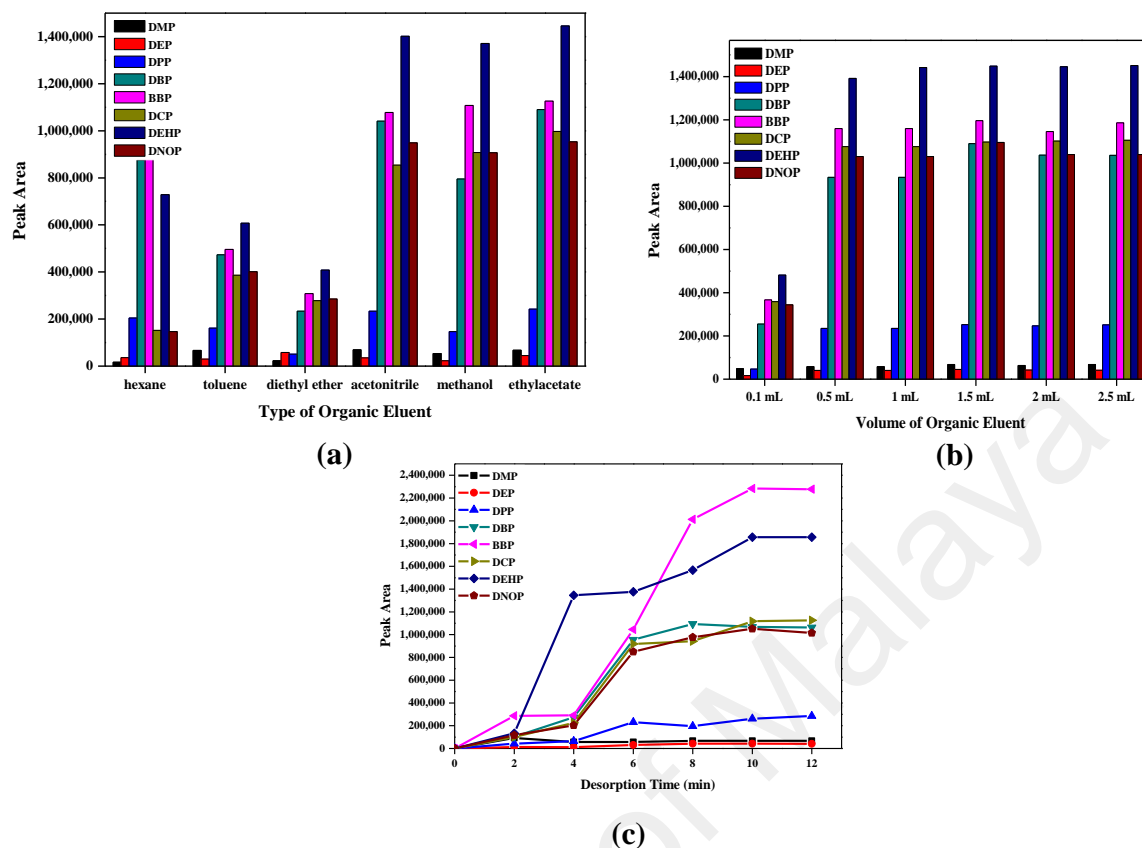 1,400,000
1,200,000
1,000,000
800,000
600,000
400,000
200,000
0
Peak Area
DMP
DEP
DPP
DBP
BBP
DCP
DEHP
DNOP
hexane toluene diethyl ether acetonitrile methanol ethylacetate
Type of Organic Eluent
(a)
1,400,000
1,200,000
1,000,000
800,000
600,000
400,000
200,000
0
Peak Area
DMP
DEP
DPP
DBP
BBP
DCP
DEHP
DNOP
0.1 mL 0.5 mL 1 mL 1.5 mL 2 mL 2.5 mL
Volume of Organic Eluent
(b)
2,400,000
2,200,000
2,000,000
1,800,000
1,600,000
1,400,000
1,200,000
1,000,000
800,000
600,000
400,000
200,000
0
Peak Area
DMP
DEP
DPP
DBP
BBP
DCP
DEHP
DNOP
0 2 4 6 8 10 12
Desorption Time (min)
(c)
of Malaya